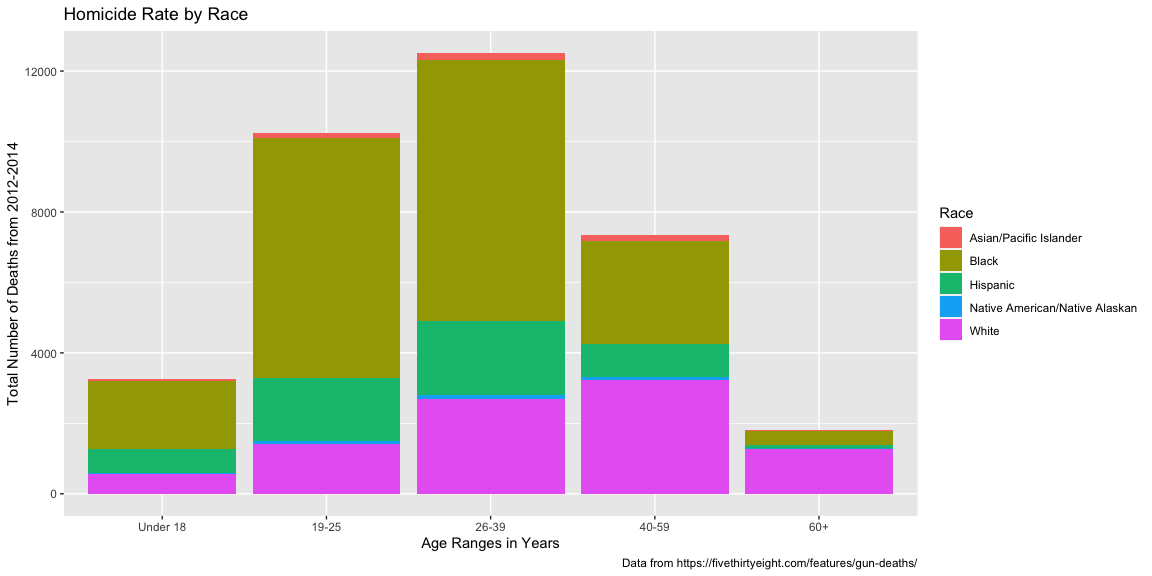 Homicide Rate by Race
Total Number of Deaths from 2012-2014
12000
8000
4000
0
Under 18
19-25
26-39
40-59
60+
Age Ranges in Years
Race
Asian/Pacific Islander
Black
Hispanic
Native American/Native Alaskan
White
Data from https://fivethirtyeight.com/features/gun-deaths/